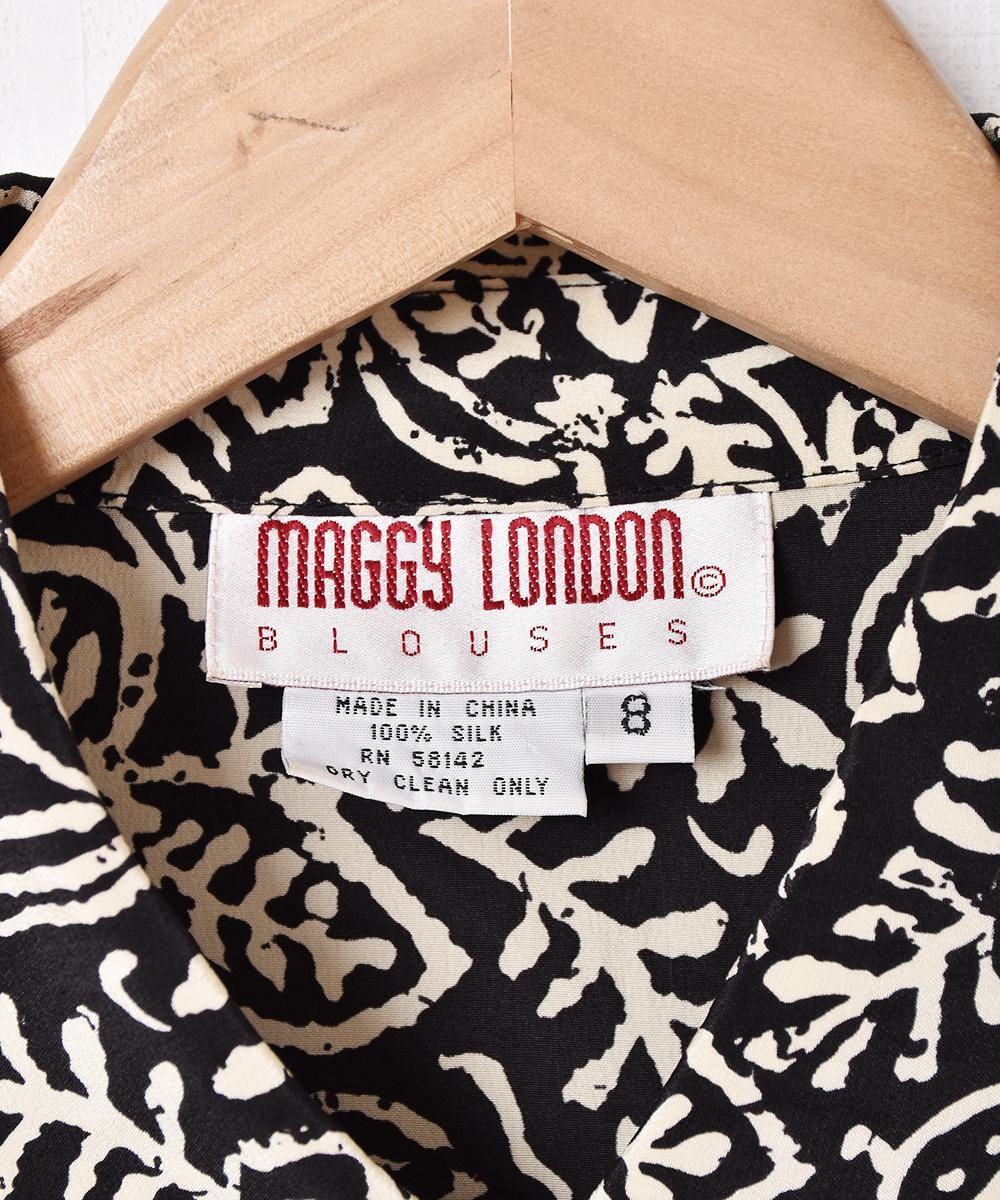 MAGGY LONDON©
BLOUSES
MADE IN CHINA
100% SILK
RN 58142
DRY CLEAN ONLY
8